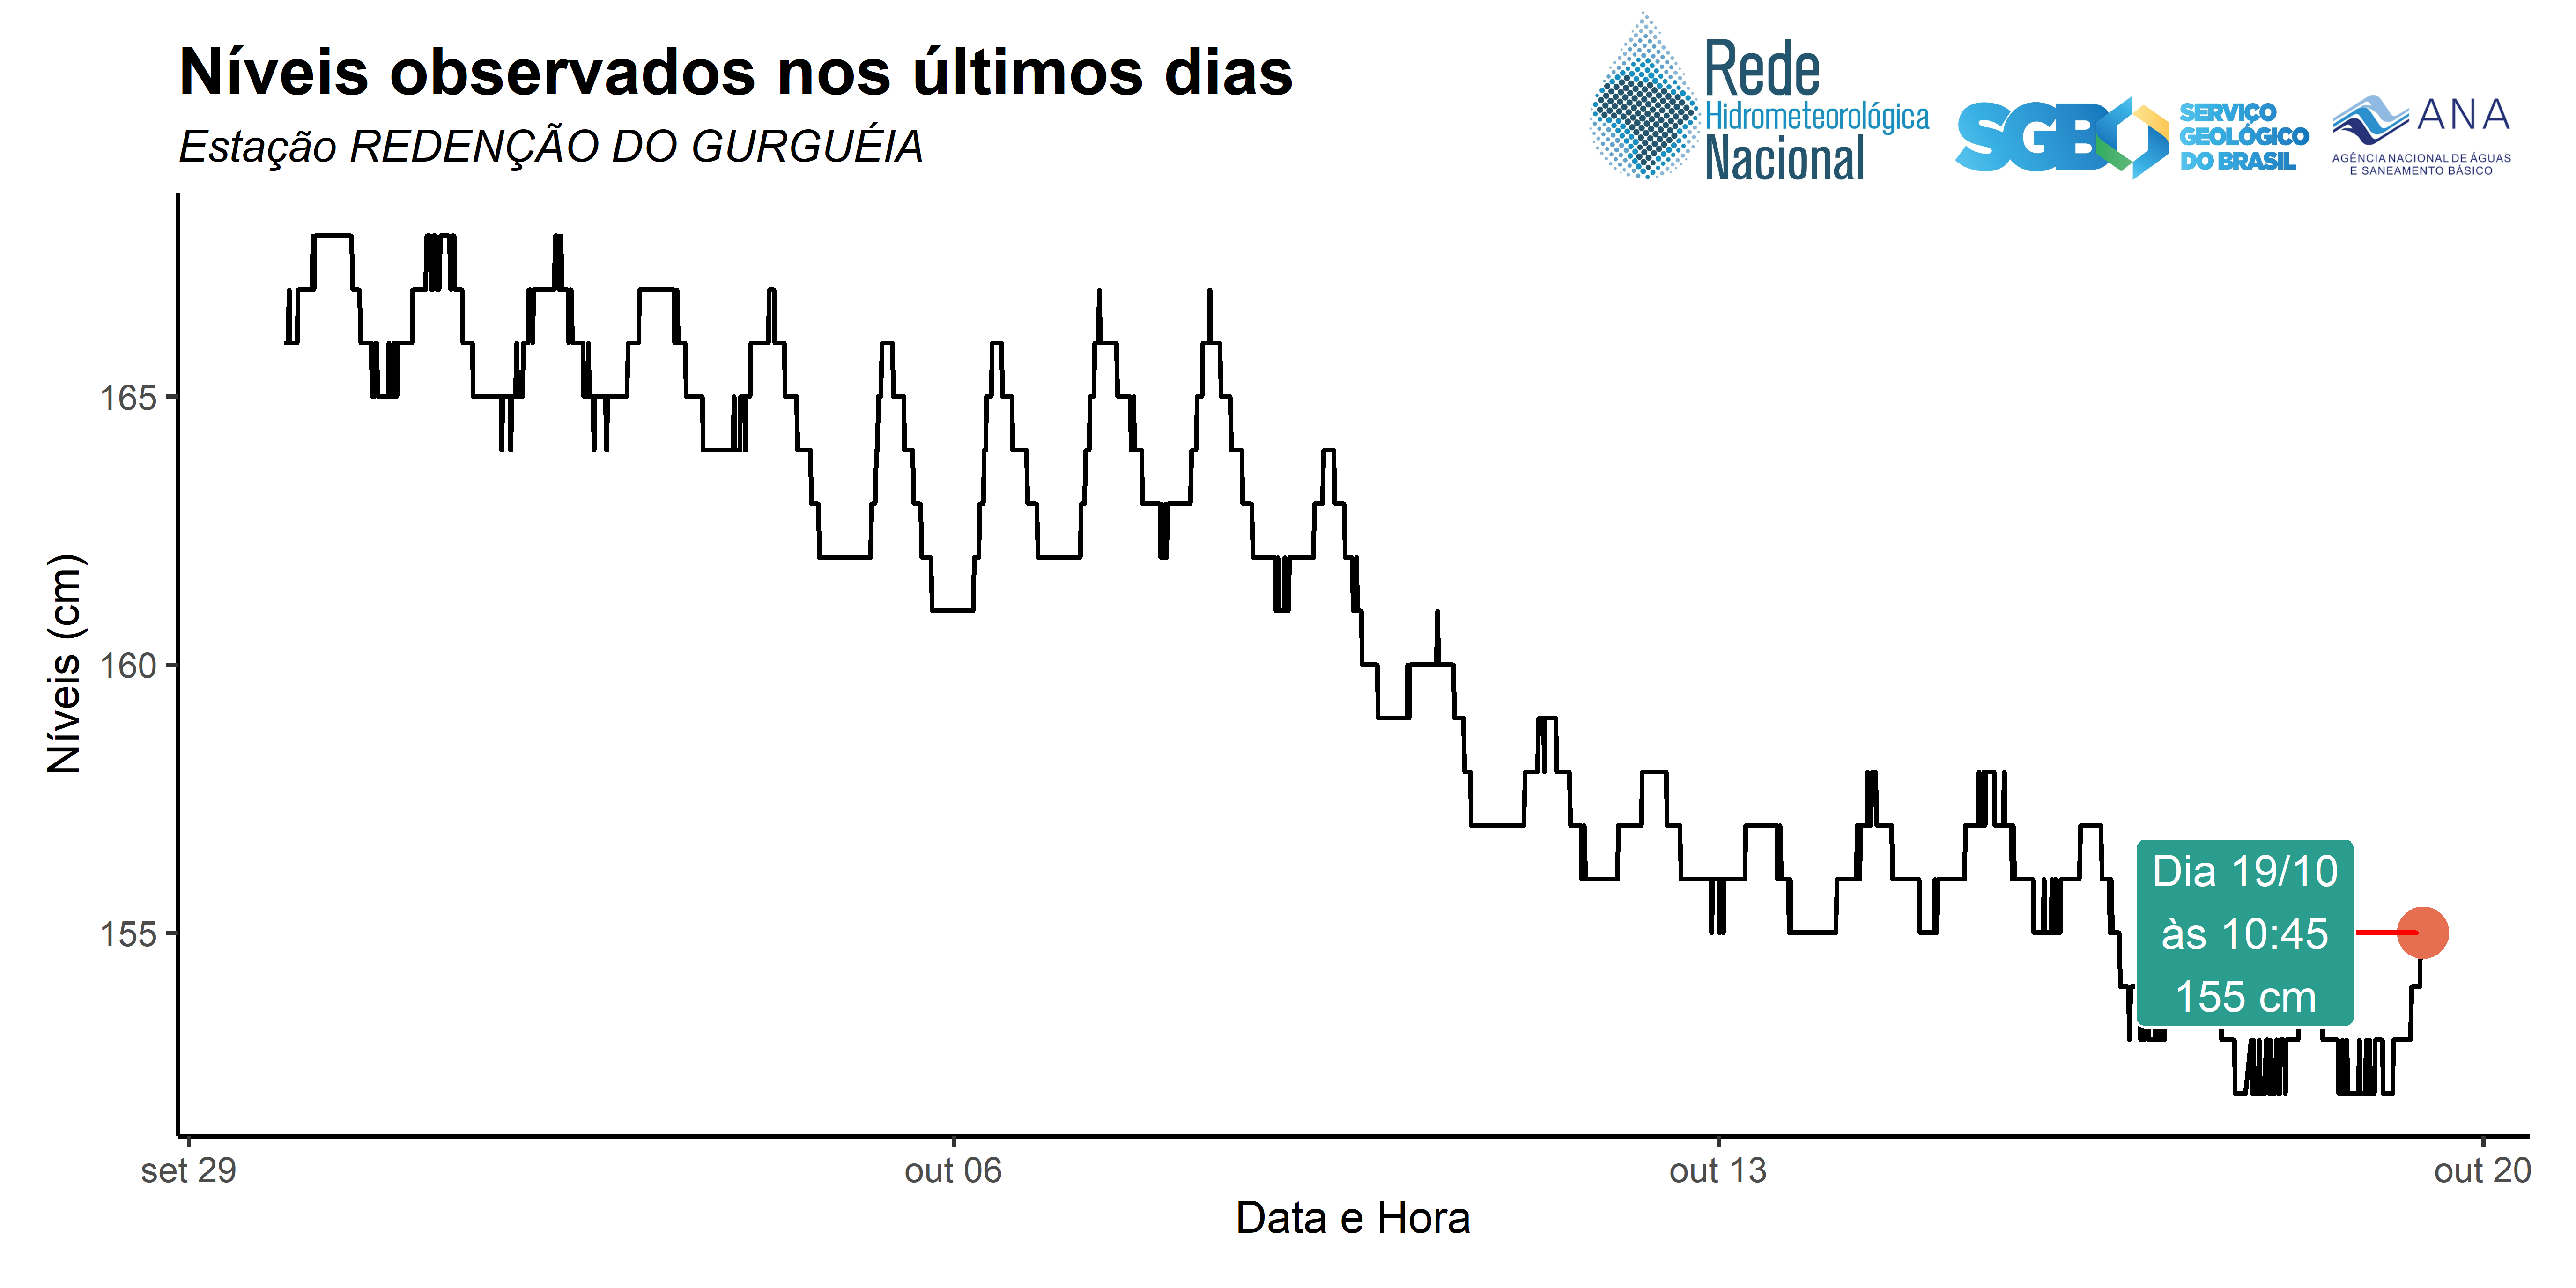 Níveis observados nos últimos dias
Estação REDENÇÃO DO GURGUÉIA
Rede
Hidrometeorológica
Nacional
SGB
SERVIÇO
GEOLÓGICO
DO BRASIL
ANA
AGÊNCIA NACIONAL DE ÁGUAS
E SANEAMENTO BÁSICO
Níveis (cm)
165
160
155
Dia 19/10
às 10:45
155 cm
set 29
out 06
out 13
out 20
Data e Hora